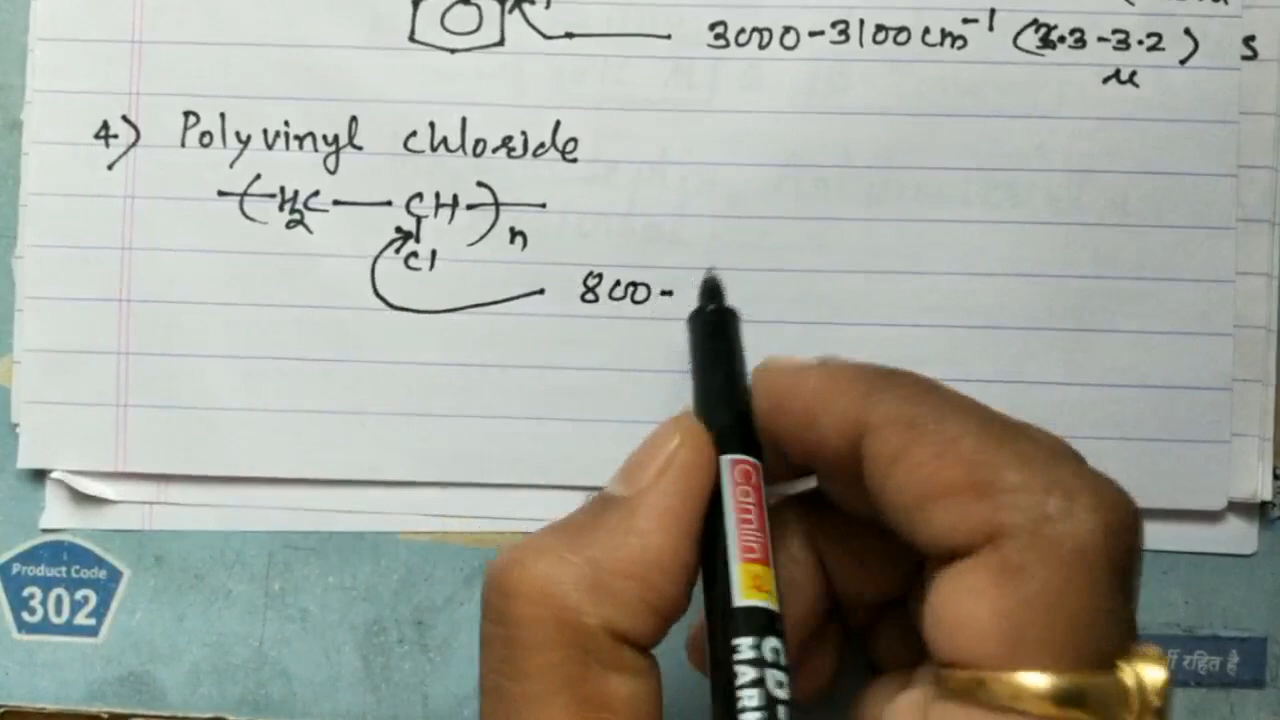 3000-3100 cm⁻¹ (3.3-3.2) S
μ
4) Polyvinyl chloride
-(H₂C — CH-)n
Cl
800-
Camlin
Product Code
302
रहित है